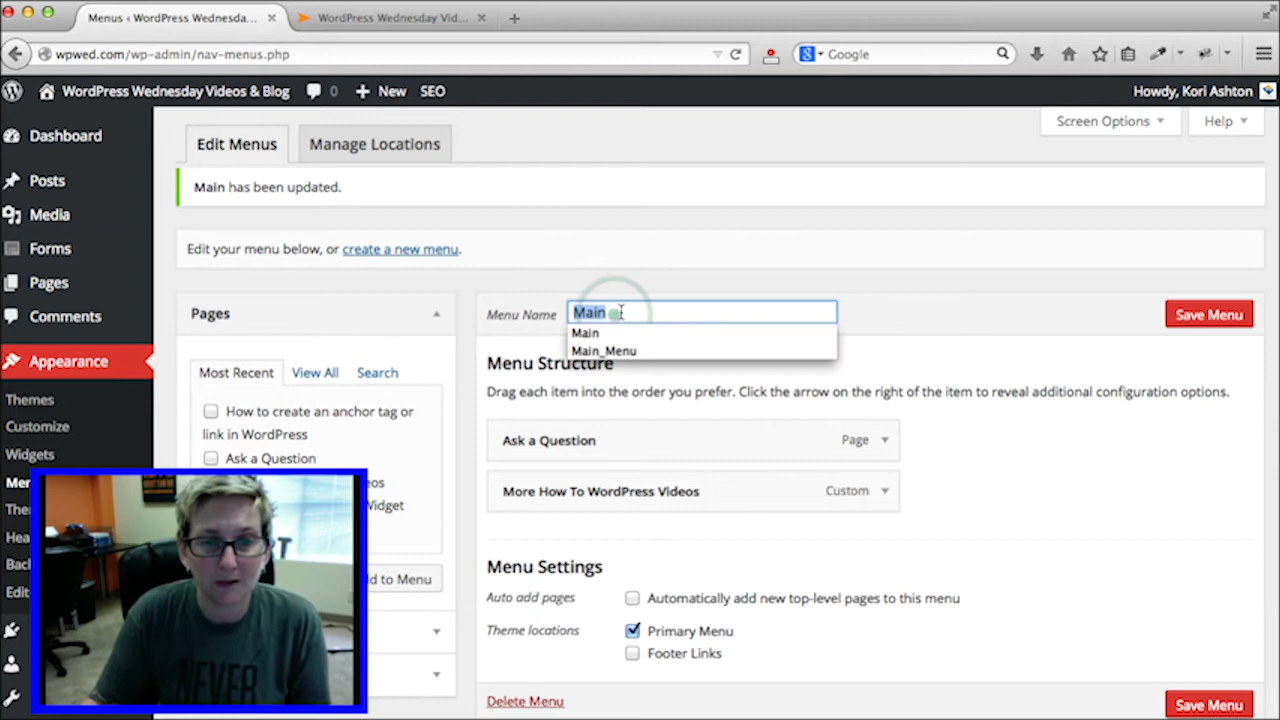 Menus ‹ WordPress Wednesda...
WordPress Wednesday Vid...
wpwed.com/wp-admin/nav-menus.php
Google
WordPress Wednesday Videos & Blog
0
New
SEO
Howdy, Kori Ashton
Dashboard
Posts
Media
Forms
Pages
Comments
Appearance
Themes
Customize
Widgets
Screen Options
Help
Edit Menus
Manage Locations
Main has been updated.
Edit your menu below, or create a new menu.
Pages
Most Recent
View All
Search
How to create an anchor tag or
link in WordPress
Ask a Question
Menu Name
Main
Save Menu
Main
Main_Menu
Menu Structure
Drag each item into the order you prefer. Click the arrow on the right of the item to reveal additional configuration options.
Ask a Question
Page
More How To WordPress Videos
Custom
Menu Settings
Auto add pages
Automatically add new top-level pages to this menu
Theme locations
Primary Menu
Footer Links
Delete Menu
Save Menu
to Menu
NEVER